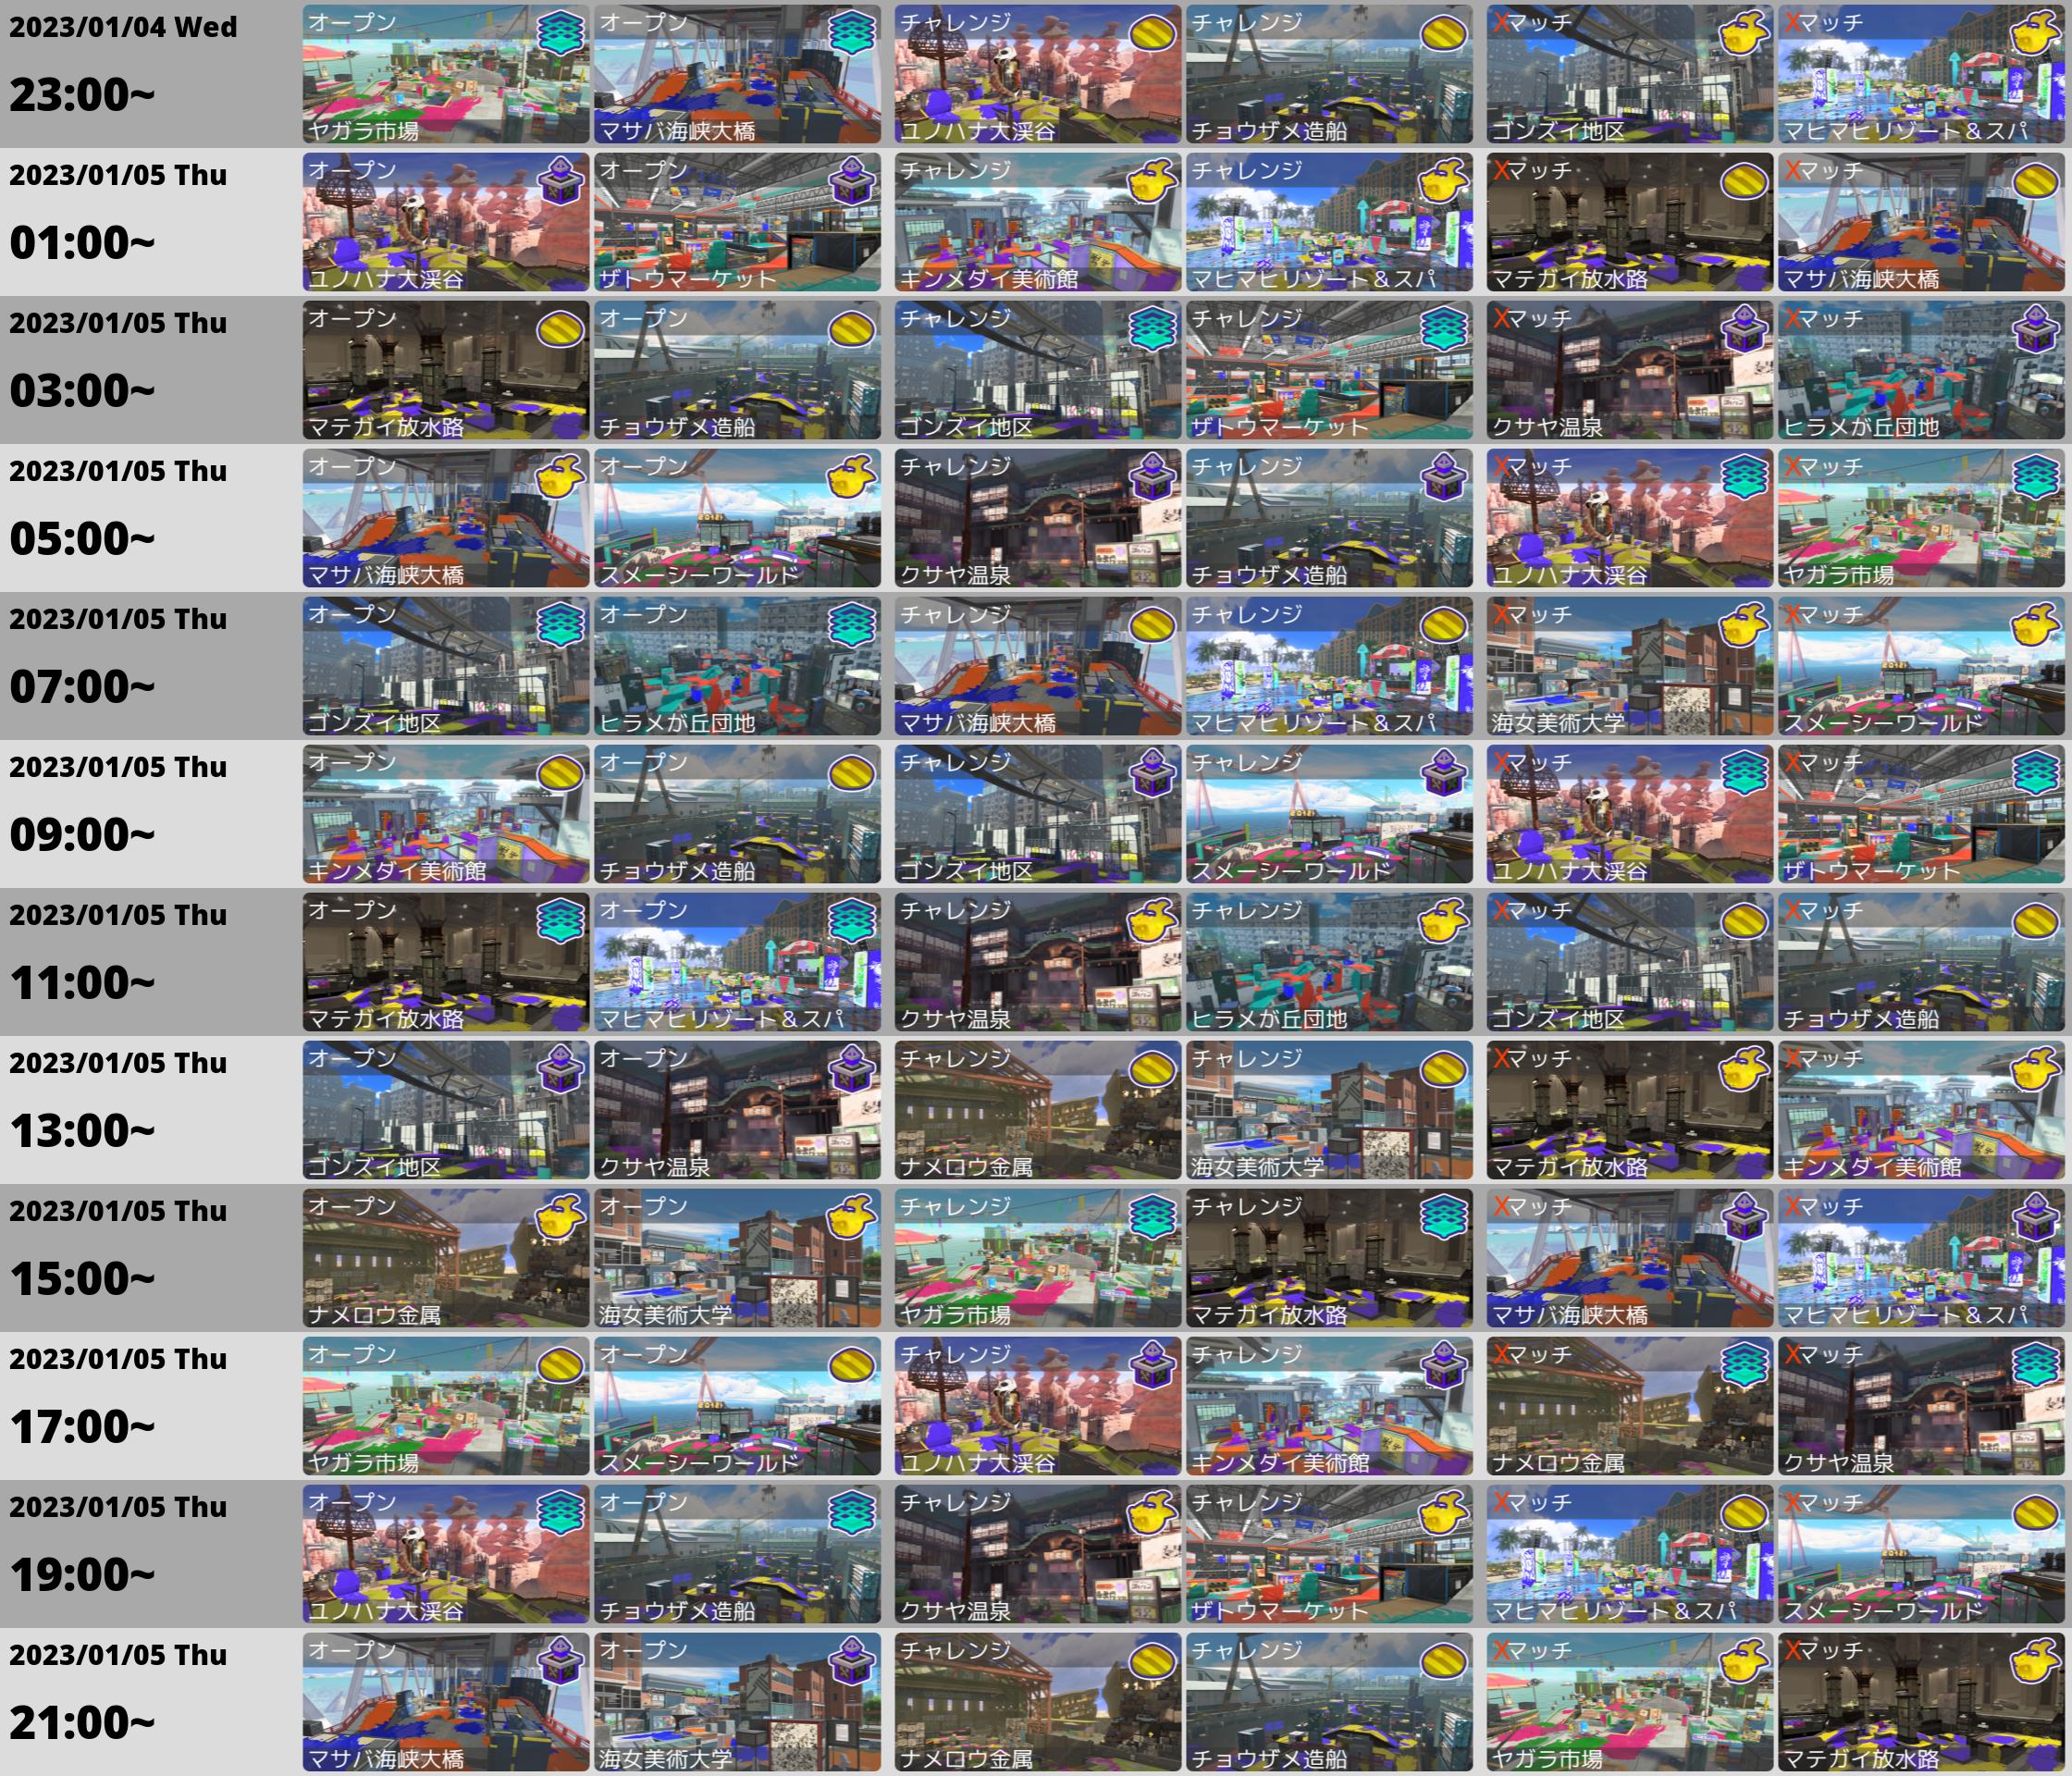 2023/01/04 Wed
23:00~
オープン
ヤガラ市場
オープン
マサバ海峡大橋
チャレンジ
ユノハナ大渓谷
チャレンジ
チョウザメ造船
Xマッチ
ゴンズイ地区
Xマッチ
マヒマヒリゾート&スパ
2023/01/05 Thu
01:00~
オープン
ユノハナ大渓谷
オープン
ザトウマーケット
チャレンジ
キンメダイ美術館
チャレンジ
マヒマヒリゾート&スパ
Xマッチ
マテガイ放水路
Xマッチ
マサバ海峡大橋
2023/01/05 Thu
03:00~
オープン
マテガイ放水路
オープン
チョウザメ造船
チャレンジ
ゴンズイ地区
チャレンジ
ザトウマーケット
Xマッチ
クサヤ温泉
Xマッチ
ヒラメが丘団地
2023/01/05 Thu
05:00~
オープン
マサバ海峡大橋
オープン
スメーシーワールド
チャレンジ
クサヤ温泉
チャレンジ
チョウザメ造船
Xマッチ
ユノハナ大渓谷
Xマッチ
ヤガラ市場
2023/01/05 Thu
07:00~
オープン
ゴンズイ地区
オープン
ヒラメが丘団地
チャレンジ
マサバ海峡大橋
チャレンジ
マヒマヒリゾート&スパ
Xマッチ
海女美術大学
Xマッチ
スメーシーワールド
2023/01/05 Thu
09:00~
オープン
キンメダイ美術館
オープン
チョウザメ造船
チャレンジ
ゴンズイ地区
チャレンジ
スメーシーワールド
Xマッチ
ユノハナ大渓谷
Xマッチ
ザトウマーケット
2023/01/05 Thu
11:00~
オープン
マテガイ放水路
オープン
マヒマヒリゾート&スパ
チャレンジ
クサヤ温泉
チャレンジ
ヒラメが丘団地
Xマッチ
ゴンズイ地区
Xマッチ
チョウザメ造船
2023/01/05 Thu
13:00~
オープン
ゴンズイ地区
オープン
クサヤ温泉
チャレンジ
ナメロウ金属
チャレンジ
海女美術大学
Xマッチ
マテガイ放水路
Xマッチ
キンメダイ美術館
2023/01/05 Thu
15:00~
オープン
ナメロウ金属
オープン
海女美術大学
チャレンジ
ヤガラ市場
チャレンジ
マテガイ放水路
Xマッチ
マサバ海峡大橋
Xマッチ
マヒマヒリゾート&スパ
2023/01/05 Thu
17:00~
オープン
ヤガラ市場
オープン
スメーシーワールド
チャレンジ
ユノハナ大渓谷
チャレンジ
キンメダイ美術館
Xマッチ
ナメロウ金属
Xマッチ
クサヤ温泉
2023/01/05 Thu
19:00~
オープン
ユノハナ大渓谷
オープン
チョウザメ造船
チャレンジ
クサヤ温泉
チャレンジ
ザトウマーケット
Xマッチ
マヒマヒリゾート&スパ
Xマッチ
スメーシーワールド
2023/01/05 Thu
21:00~
オープン
マサバ海峡大橋
オープン
海女美術大学
チャレンジ
ナメロウ金属
チャレンジ
チョウザメ造船
Xマッチ
ヤガラ市場
Xマッチ
マテガイ放水路